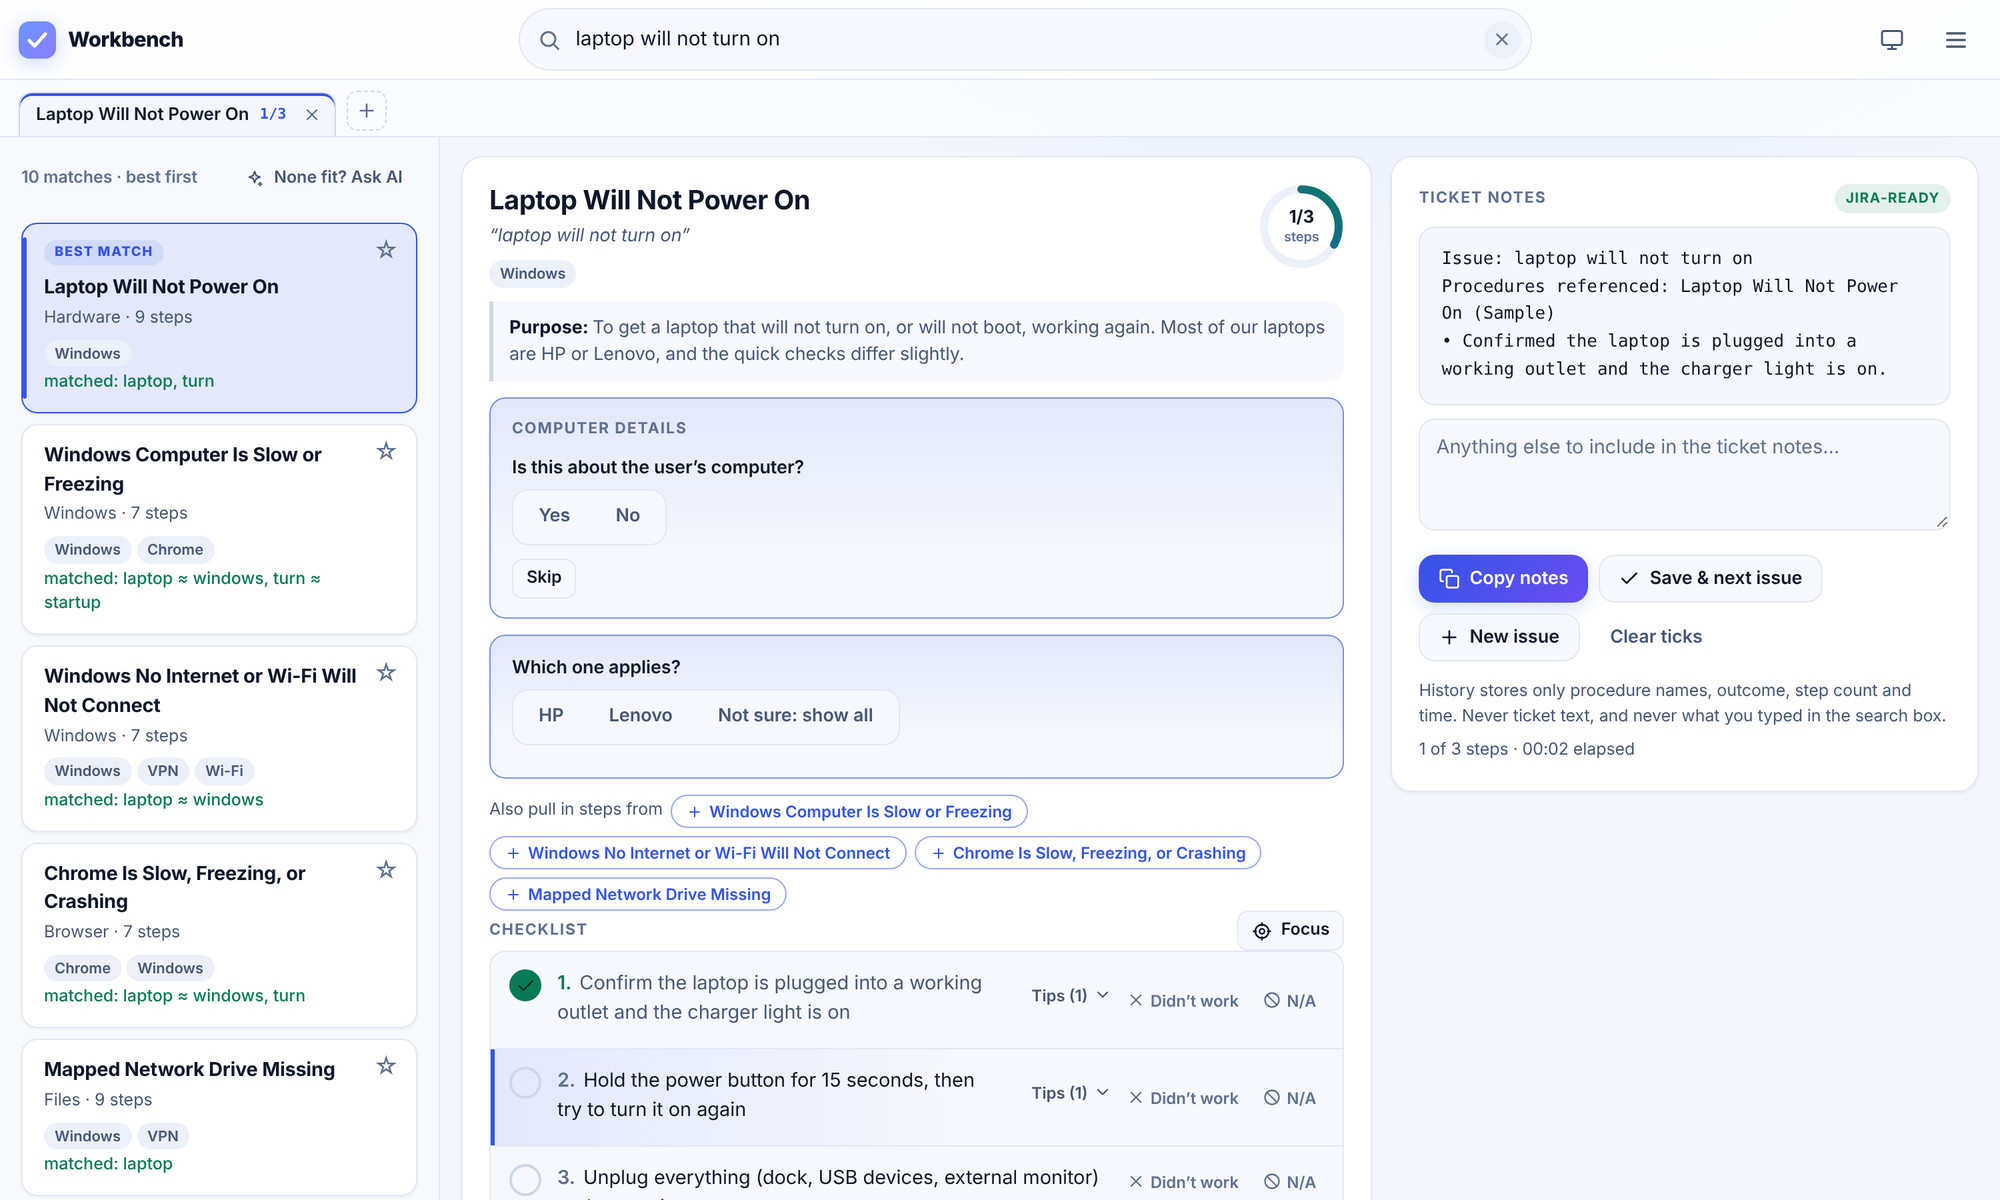 Workbench
laptop will not turn on
Laptop Will Not Power On 1/3
10 matches · best first
None fit? Ask AI
BEST MATCH
Laptop Will Not Power On
Hardware · 9 steps
Windows
matched: laptop, turn
Windows Computer Is Slow or
Freezing
Windows · 7 steps
Windows Chrome
matched: laptop ≈ windows, turn ≈
startup
Windows No Internet or Wi-Fi Will
Not Connect
Windows · 7 steps
Windows VPN Wi-Fi
matched: laptop ≈ windows
Chrome Is Slow, Freezing, or
Crashing
Browser · 7 steps
Chrome Windows
matched: laptop ≈ windows, turn
Mapped Network Drive Missing
Files · 9 steps
Windows VPN
matched: laptop
Laptop Will Not Power On
“laptop will not turn on”
Windows
1/3
steps
Purpose: To get a laptop that will not turn on, or will not boot, working again. Most of our laptops
are HP or Lenovo, and the quick checks differ slightly.
COMPUTER DETAILS
Is this about the user’s computer?
Yes No
Skip
Which one applies?
HP Lenovo Not sure: show all
Also pull in steps from + Windows Computer Is Slow or Freezing
+ Windows No Internet or Wi-Fi Will Not Connect + Chrome Is Slow, Freezing, or Crashing
+ Mapped Network Drive Missing
CHECKLIST
Focus
1. Confirm the laptop is plugged into a working
outlet and the charger light is on
Tips (1) Didn’t work N/A
2. Hold the power button for 15 seconds, then
try to turn it on again
Tips (1) Didn’t work N/A
3. Unplug everything (dock, USB devices, external monitor)
Didn’t work N/A
TICKET NOTES
JIRA-READY
Issue: laptop will not turn on
Procedures referenced: Laptop Will Not Power
On (Sample)
• Confirmed the laptop is plugged into a
working outlet and the charger light is on.
Anything else to include in the ticket notes...
Copy notes
Save & next issue
+ New issue
Clear ticks
History stores only procedure names, outcome, step count and
time. Never ticket text, and never what you typed in the search box.
1 of 3 steps · 00:02 elapsed